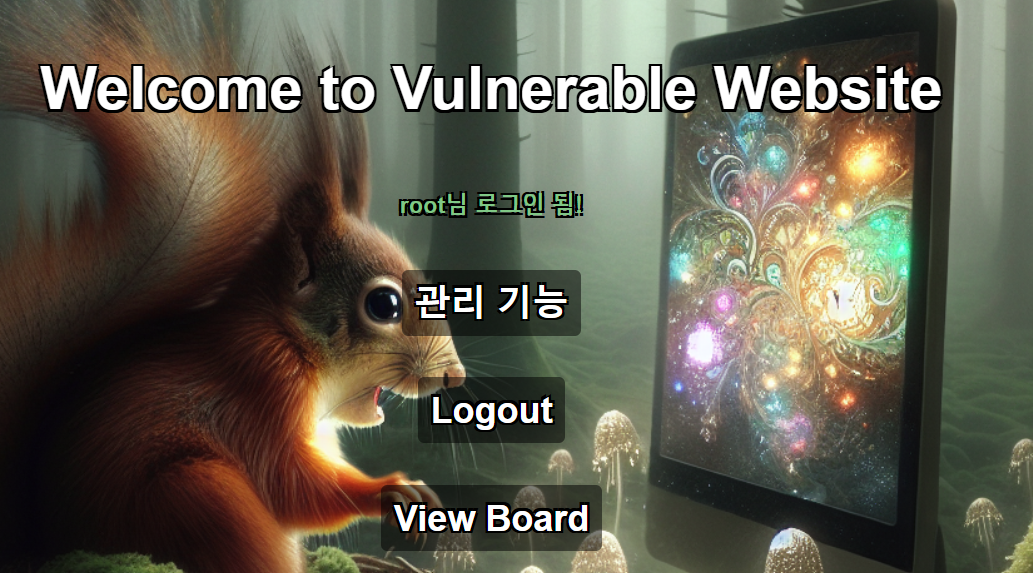 Welcome to Vulnerable Website
root님 로그인 됨!
관리 기능
Logout
View Board